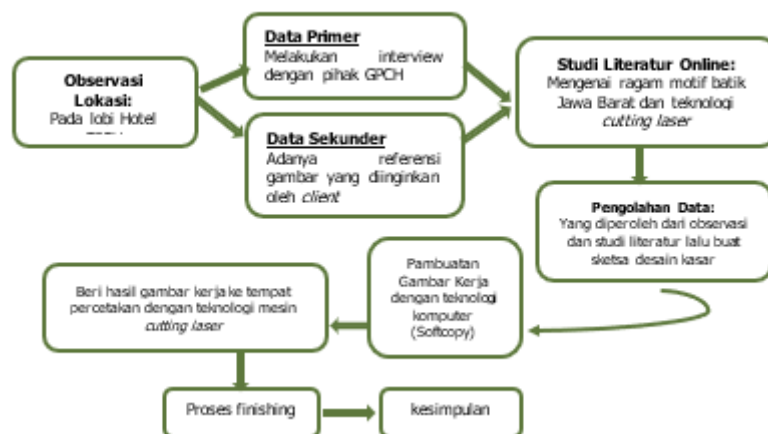 Observasi
Lokasi:
Pada lobi Hotel
Data Primer
Melakukan interview
dengan pihak GPCH
Data Sekunder
Adanya referensi
gambar yang diinginkan
oleh client
Studi Literatur Online:
Mengenai ragam motif batik
Jawa Barat dan teknologi
cutting laser
Pengolahan Data:
Yang diperoleh dari observasi
dan studi literatur lalu buat
sketsa desain kasar
Pambuatan
Gambar Kerja
dengan teknologi
komputer
(Softcopy)
Beri hasil gambar kerjake tempat
percetakan dengan teknologi mesin
cutting laser
Proses finishing
kesimpulan